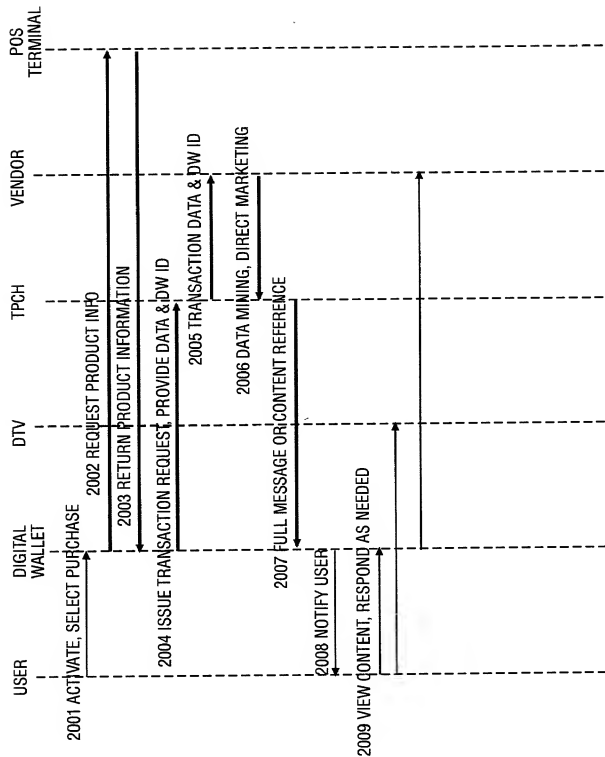 USER
DIGITAL
WALLET
DTV
TPCH
VENDOR
POS
TERMINAL
2001 ACTIVATE, SELECT PURCHASE
2002 REQUEST PRODUCT INFO
2003 RETURN PRODUCT INFORMATION
2004 ISSUE TRANSACTION REQUEST, PROVIDE DATA & DW ID
2005 TRANSACTION DATA & DW ID
2006 DATA MINING, DIRECT MARKETING
2007 FULL MESSAGE OR CONTENT REFERENCE
2008 NOTIFY USER
2009 VIEW CONTENT, RESPOND AS NEEDED